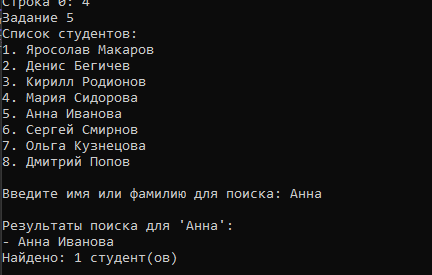 Строка 0: 4
Задание 5
Список студентов:
1. Яросолав Макаров
2. Денис Бегичев
3. Кирилл Родионов
4. Мария Сидорова
5. Анна Иванова
6. Сергей Смирнов
7. Ольга Кузнецова
8. Дмитрий Попов
Введите имя или фамилию для поиска: Анна
Результаты поиска для 'Анна':
- Анна Иванова
Найдено: 1 студент(ов)